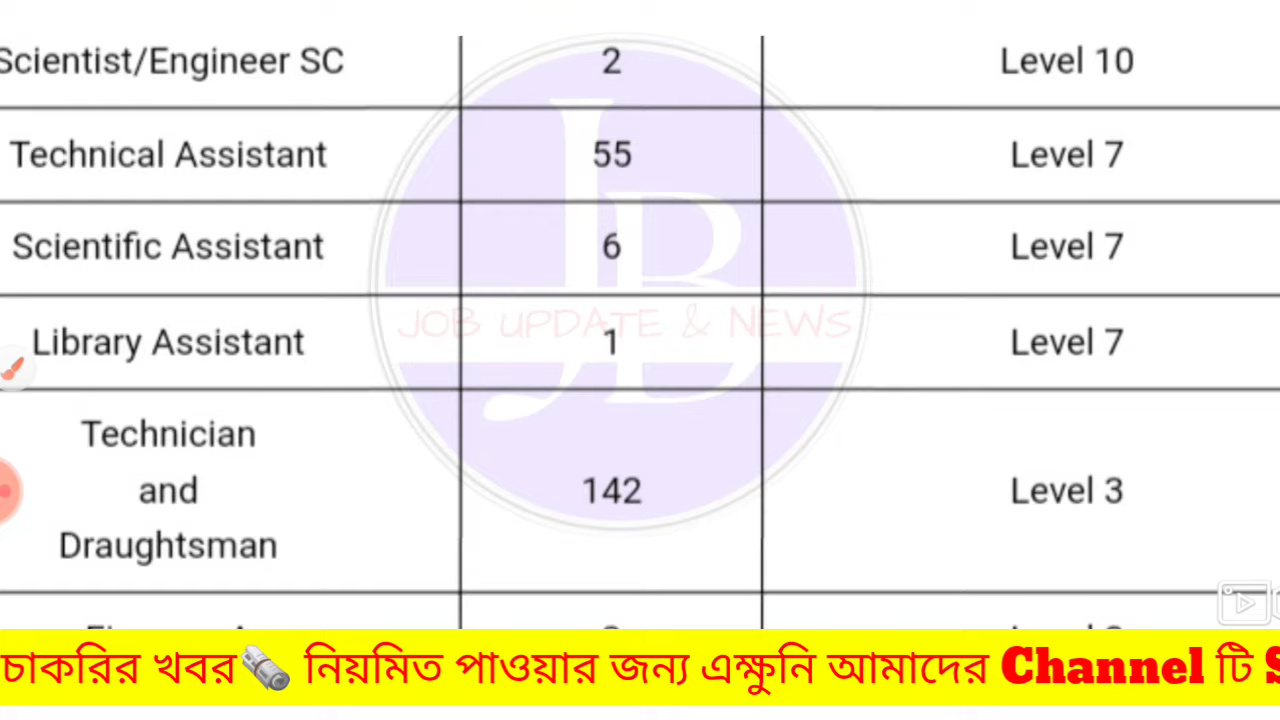 Scientist/Engineer SC 2 Level 10
Technical Assistant 55 Level 7
Scientific Assistant 6 Level 7
JOB UPDATE & NEWS
Library Assistant 1 Level 7
Technician
and 142 Level 3
Draughtsman
চাকরির খবর নিয়মিত পাওয়ার জন্য এক্ষুনি আমাদের Channel টি S